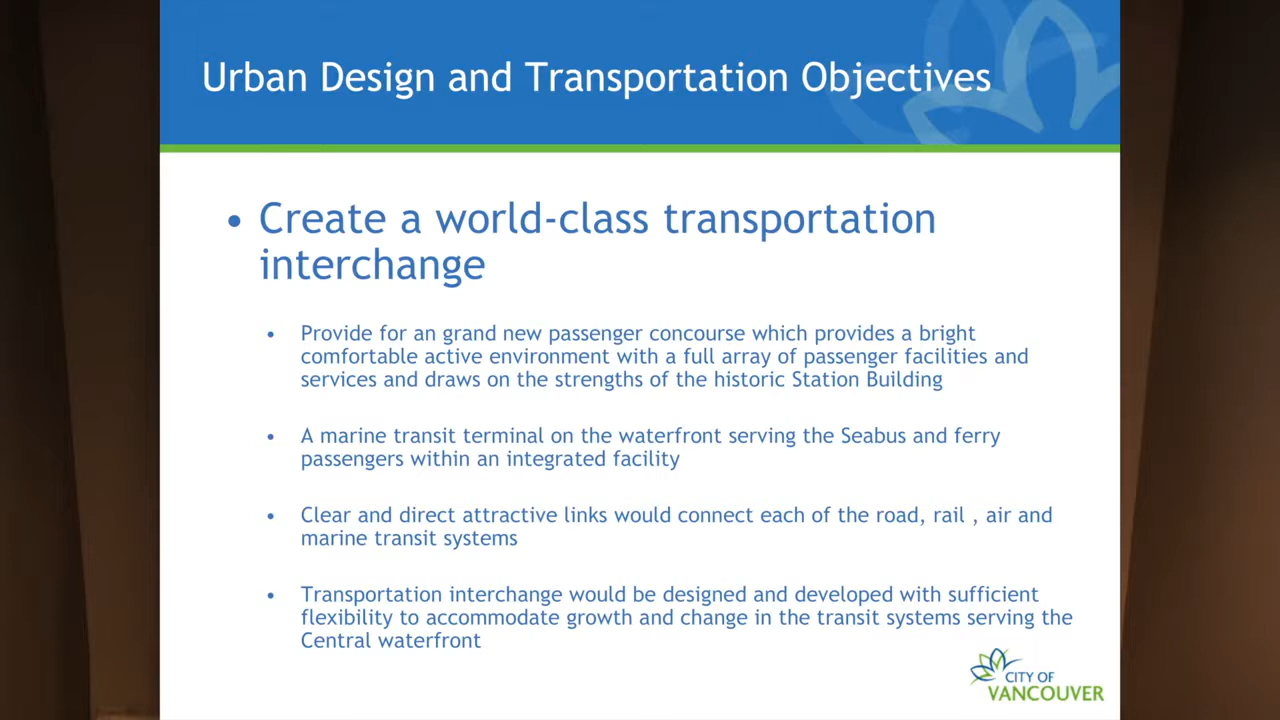 Urban Design and Transportation Objectives
• Create a world-class transportation
interchange
• Provide for an grand new passenger concourse which provides a bright
comfortable active environment with a full array of passenger facilities and
services and draws on the strengths of the historic Station Building
• A marine transit terminal on the waterfront serving the Seabus and ferry
passengers within an integrated facility
• Clear and direct attractive links would connect each of the road, rail , air and
marine transit systems
• Transportation interchange would be designed and developed with sufficient
flexibility to accommodate growth and change in the transit systems serving the
Central waterfront
CITY OF
VANCOUVER